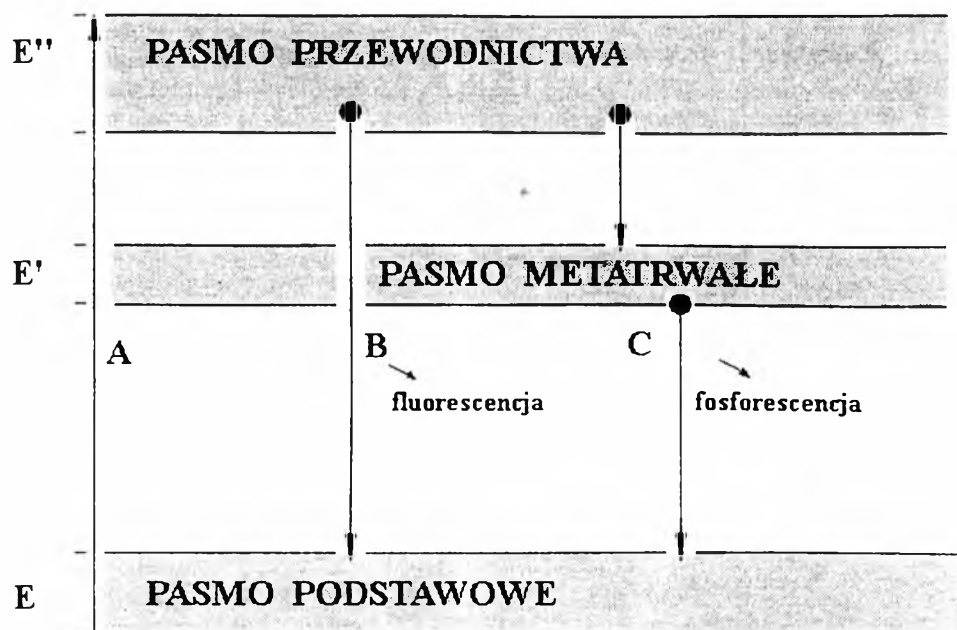 E''
PASMO PRZEWODNICTWA
E'
PASMO METATRWAŁE
A
B
C
fluorescencja
fosforescencja
E
PASMO PODSTAWOWE